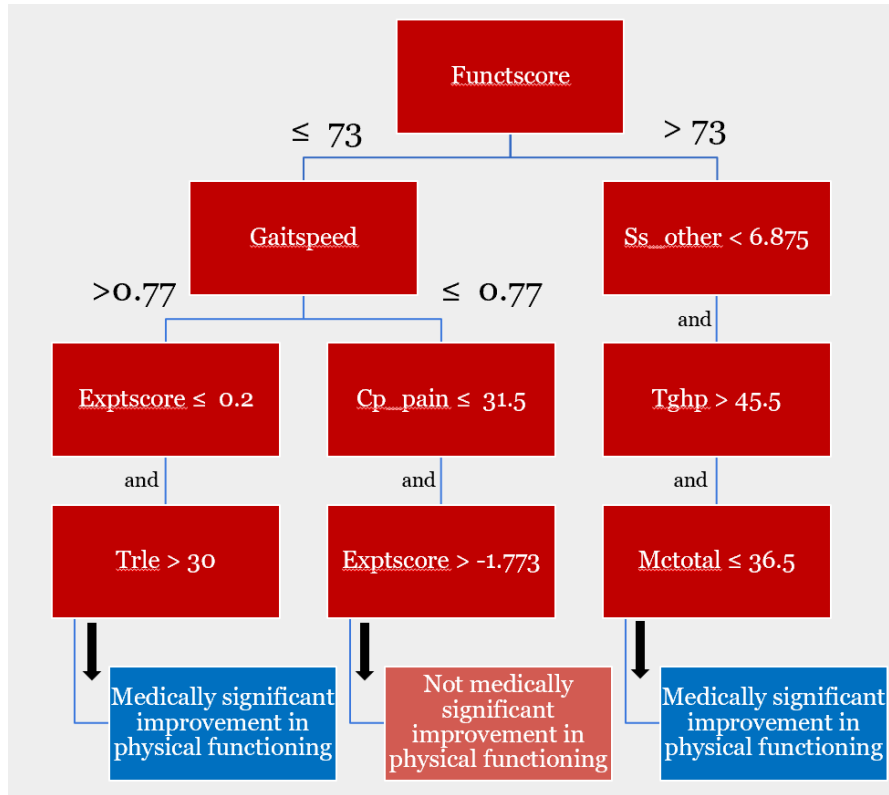 Functscore
≤ 73
> 73
Gaitspeed
Ss_other < 6.875
>0.77
≤ 0.77
and
Exptscore ≤ 0.2
Cp_pain ≤ 31.5
Tghp > 45.5
and
and
and
Trle > 30
Exptscore > -1.773
Mctotal ≤ 36.5
Medically significant
improvement in
physical functioning
Not medically
significant
improvement in
physical functioning
Medically significant
improvement in
physical functioning